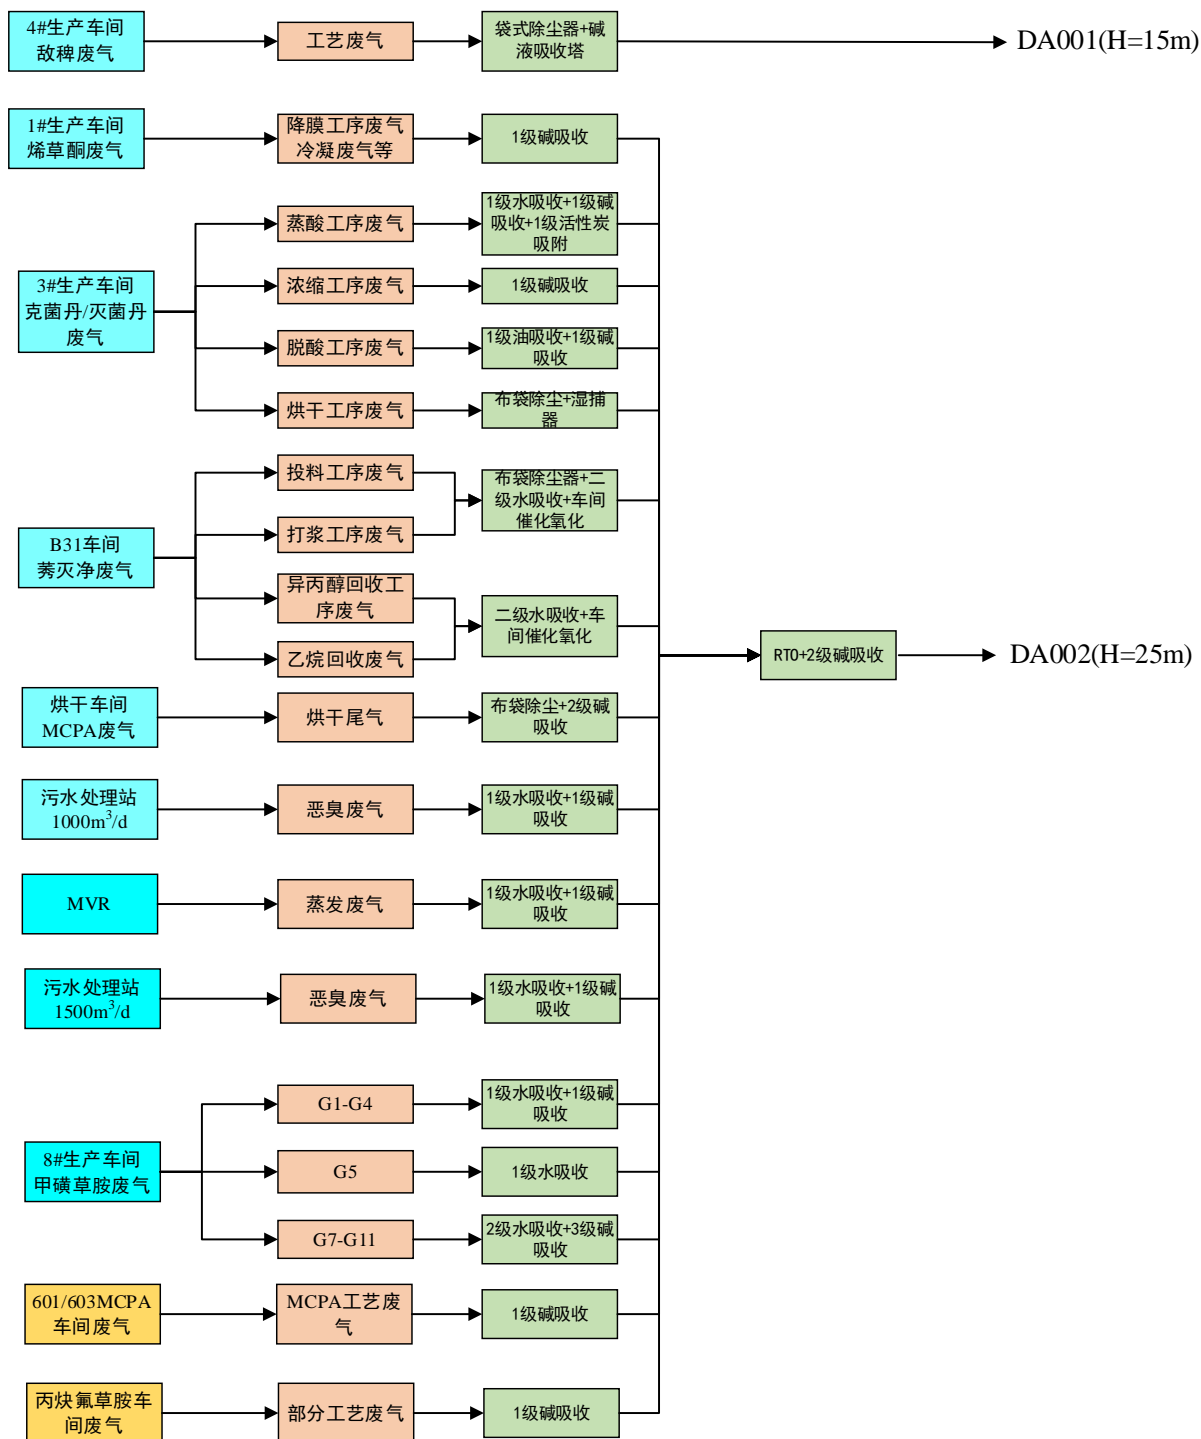 4#生产车间
敌稗废气
工艺废气
袋式除尘器+碱
液吸收塔
DA001(H=15m)
1#生产车间
烯草酮废气
降膜工序废气
冷凝废气等
1级碱吸收
3#生产车间
克菌丹/灭菌丹
废气
蒸酸工序废气
1级水吸收+1级碱
吸收+1级活性炭
吸附
浓缩工序废气
1级碱吸收
脱酸工序废气
1级油吸收+1级碱
吸收
烘干工序废气
布袋除尘+湿捕
器
B31车间
莠灭净废气
投料工序废气
打浆工序废气
布袋除尘器+二
级水吸收+车间
催化氧化
异丙醇回收工
序废气
乙烷回收废气
二级水吸收+车
间催化氧化
RTO+2级碱吸收
DA002(H=25m)
烘干车间
MCPA废气
烘干尾气
布袋除尘+2级碱
吸收
污水处理站
1000m³/d
恶臭废气
1级水吸收+1级碱
吸收
MVR
蒸发废气
1级水吸收+1级碱
吸收
污水处理站
1500m³/d
恶臭废气
1级水吸收+1级碱
吸收
8#生产车间
甲磺草胺废气
G1-G4
1级水吸收+1级碱
吸收
G5
1级水吸收
G7-G11
2级水吸收+3级碱
吸收
601/603MCPA
车间废气
MCPA工艺废
气
1级碱吸收
丙炔氟草胺车
间废气
部分工艺废气
1级碱吸收